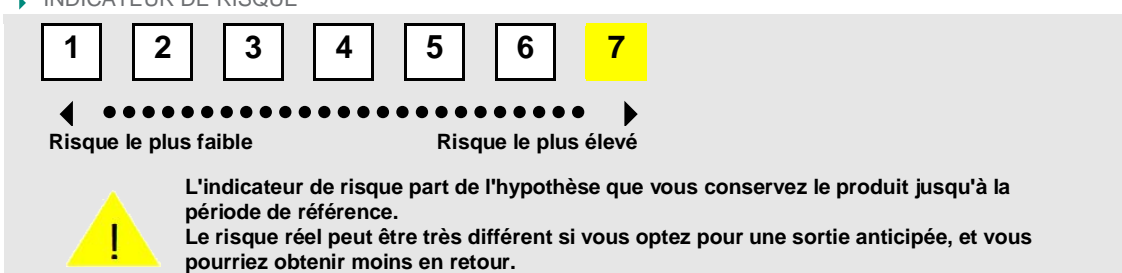 INDICATEUR DE RISQUE
1 2 3 4 5 6 7
Risque le plus faible Risque le plus élevé
L'indicateur de risque part de l'hypothèse que vous conservez le produit jusqu'à la
période de référence.
Le risque réel peut être très différent si vous optez pour une sortie anticipée, et vous
pourriez obtenir moins en retour.
!